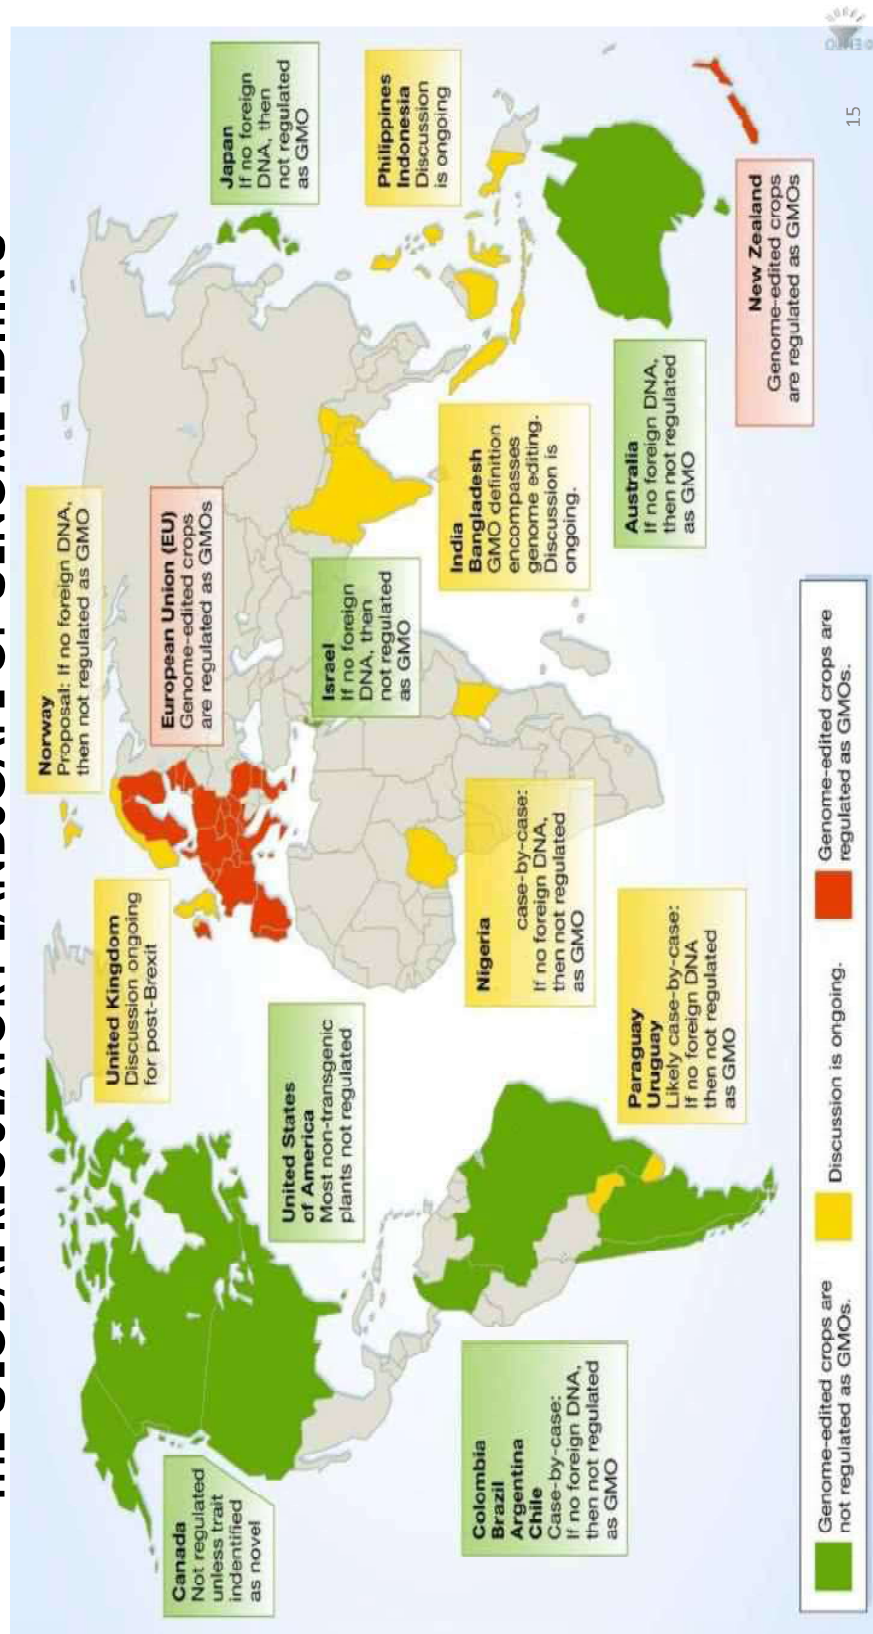 THE GLOBAL REGULATORY LANDSCAPE OF GENOME EDITING
Norway
Proposal: If no foreign DNA,
then not regulated as GMO
European Union (EU)
Genome-edited crops
are regulated as GMOs
Japan
If no foreign
DNA, then
not regulated
as GMO
United Kingdom
Discussion ongoing
for post-Brexit
Canada
Not regulated
unless trait
indentified
as novel
United States
of America
Most non-transgenic
plants not regulated
Israel
If no foreign
DNA, then
not regulated
as GMO
Philippines
Indonesia
Discussion
is ongoing
India
Bangladesh
GMO definition
encompasses
genome editing.
Discussion is
ongoing.
Colombia
Brazil
Argentina
Chile
Case-by-case:
If no foreign DNA,
then not regulated
as GMO
Nigeria
case-by-case:
If no foreign DNA,
then not regulated
as GMO
Paraguay
Uruguay
Likely case-by-case:
If no foreign DNA
then not regulated
as GMO
Australia
If no foreign DNA,
then not regulated
as GMO
New Zealand
Genome-edited crops
are regulated as GMOs
Genome-edited crops are
not regulated as GMOs.
Discussion is ongoing.
Genome-edited crops are
regulated as GMOs.
15